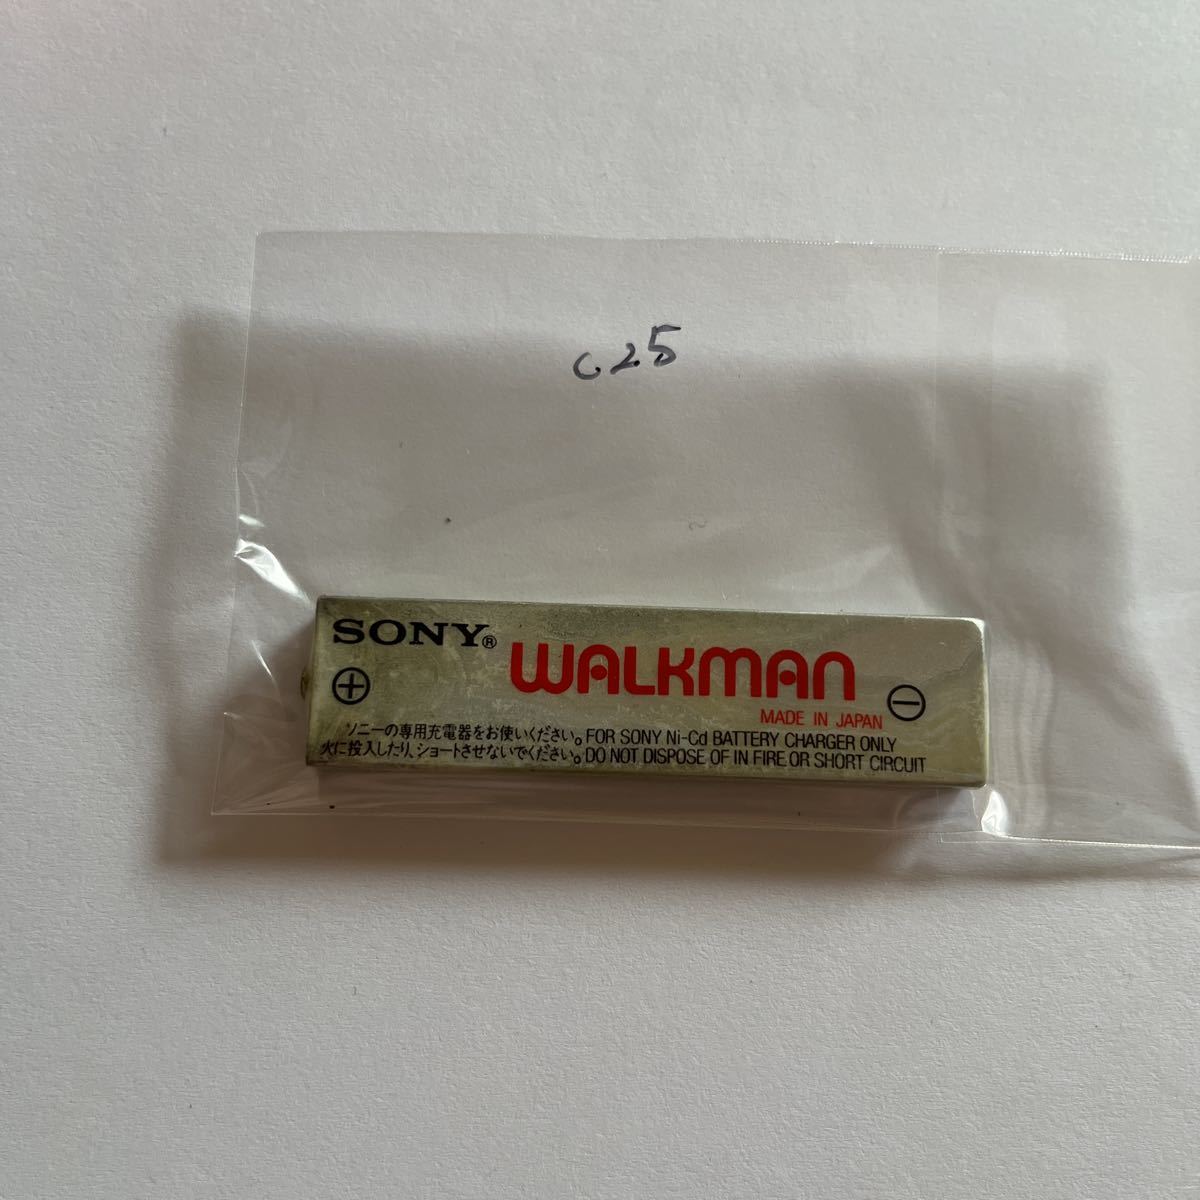 C25
SONY®
WALKMAN
⊕
⊖
MADE IN JAPAN
ソニーの専用充電器をお使いください。FOR SONY Ni-Cd BATTERY CHARGER ONLY
火に投入したり、ショートさせないでください。DO NOT DISPOSE OF IN FIRE OR SHORT CIRCUIT